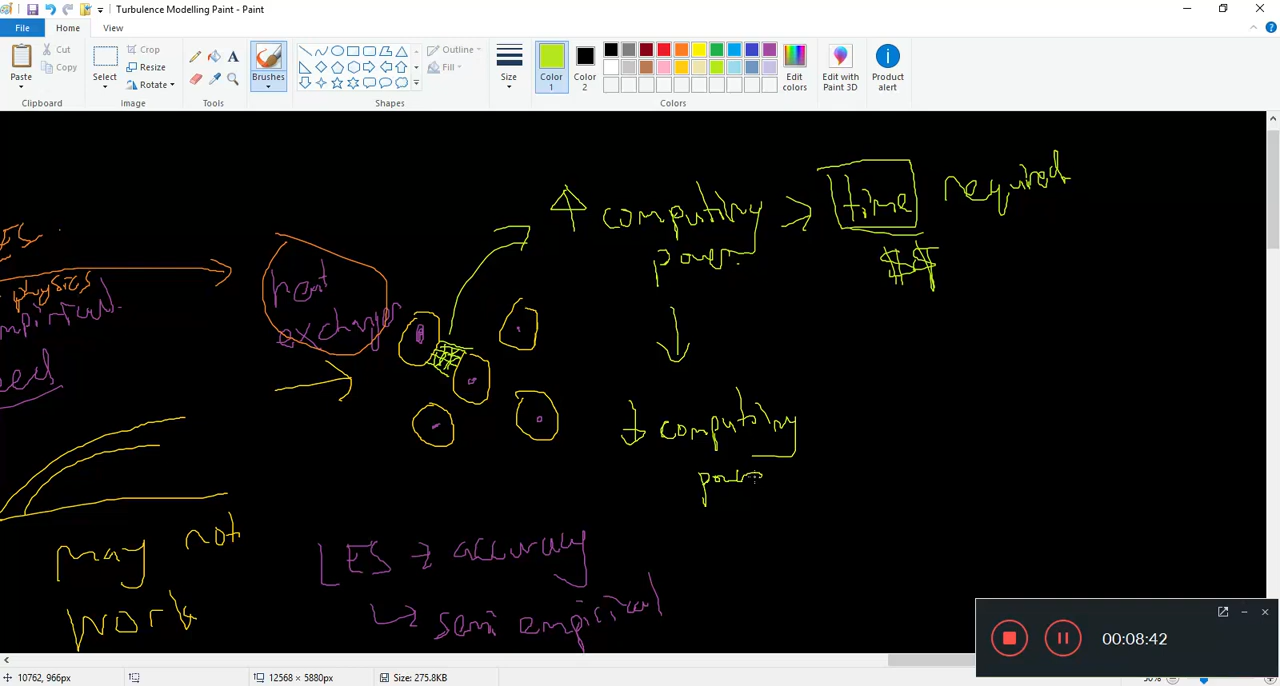 Turbulence Modelling Paint - Paint
File
Home
View
Paste
Cut
Copy
Clipboard
Select
Crop
Resize
Rotate
Image
Tools
Brushes
Shapes
Outline
Fill
Size
Color 1
Color 2
Edit colors
Colors
Edit with Paint 3D
Product alert
↑ computing → time required
power. $$
ES
physics
mpirical
heat
exchanger
↓
↓ computing
power
may not
work
LES → accuracy
↳ semi empirical
00:08:42
10762, 966px
12568 × 5880px
Size: 275.8KB